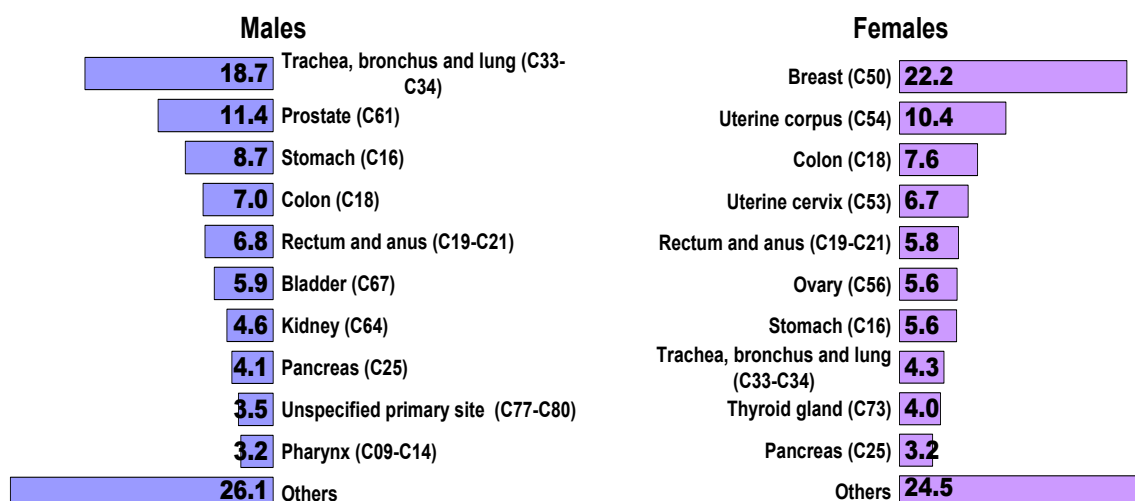 Males
18.7 Trachea, bronchus and lung (C33-
C34)
11.4 Prostate (C61)
8.7 Stomach (C16)
7.0 Colon (C18)
6.8 Rectum and anus (C19-C21)
5.9 Bladder (C67)
4.6 Kidney (C64)
4.1 Pancreas (C25)
3.5 Unspecified primary site (C77-C80)
3.2 Pharynx (C09-C14)
26.1 Others
Females
Breast (C50) 22.2
Uterine corpus (C54) 10.4
Colon (C18) 7.6
Uterine cervix (C53) 6.7
Rectum and anus (C19-C21) 5.8
Ovary (C56) 5.6
Stomach (C16) 5.6
Trachea, bronchus and lung
(C33-C34) 4.3
Thyroid gland (C73) 4.0
Pancreas (C25) 3.2
Others 24.5